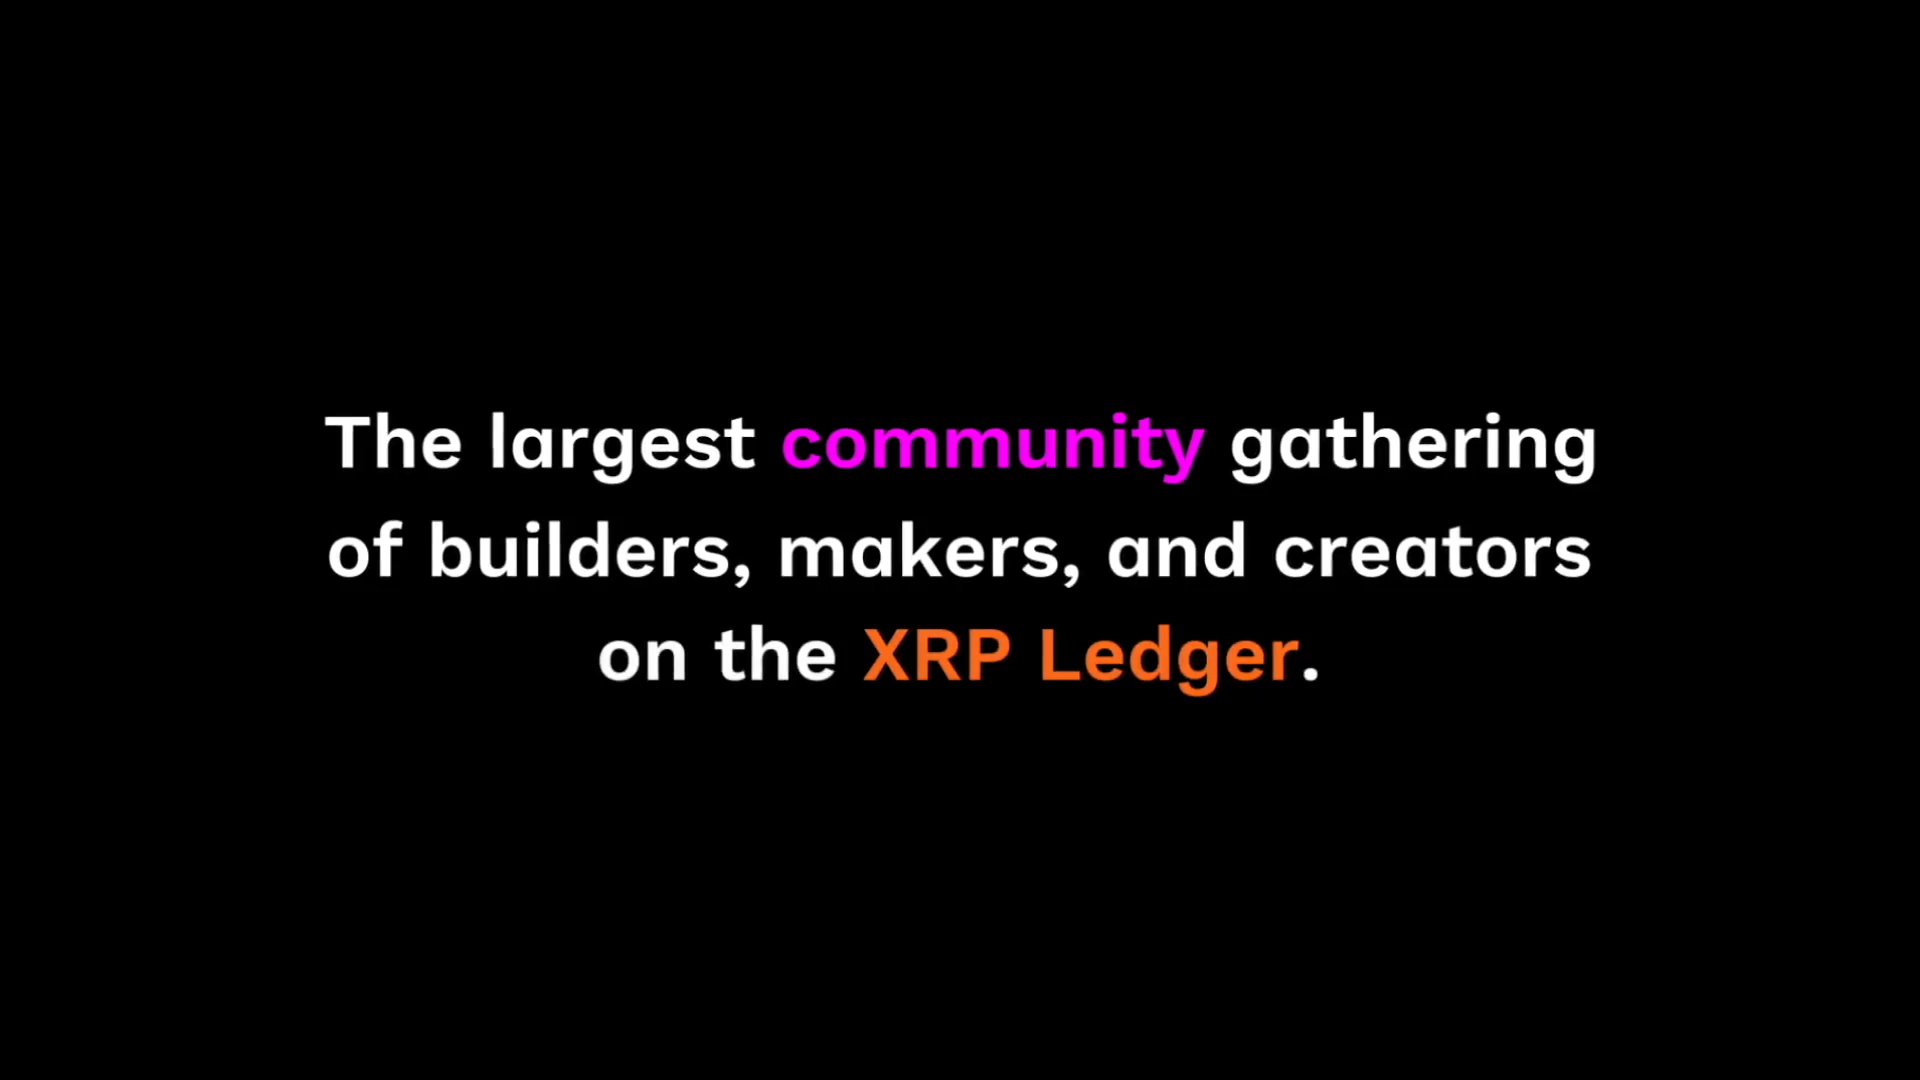 The largest community gathering
of builders, makers, and creators
on the XRP Ledger.